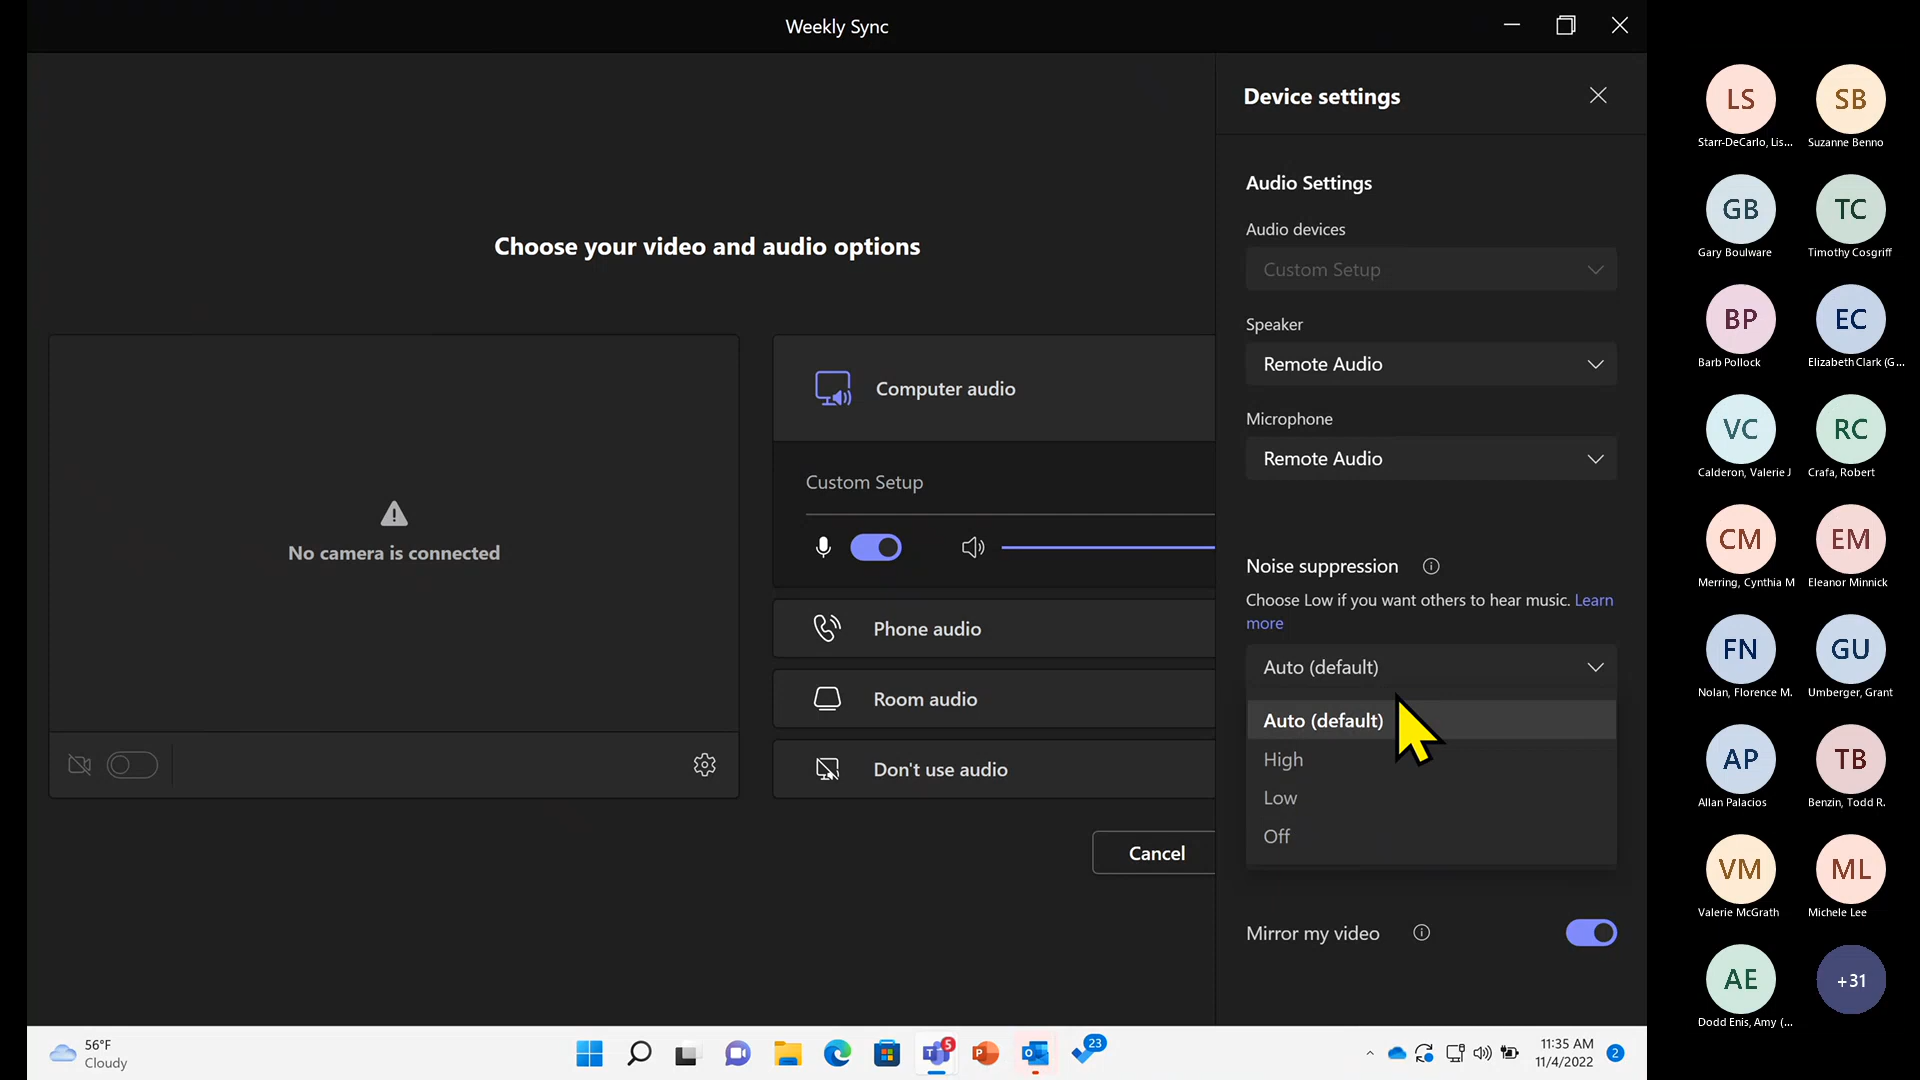 Weekly Sync
Choose your video and audio options
No camera is connected
Computer audio
Custom Setup
Phone audio
Room audio
Don't use audio
Cancel
Device settings
Audio Settings
Audio devices
Custom Setup
Speaker
Remote Audio
Microphone
Remote Audio
Noise suppression
Choose Low if you want others to hear music. Learn
more
Auto (default)
Auto (default)
High
Low
Off
Mirror my video
LS
Starr-DeCarlo, Lis...
SB
Suzanne Benno
GB
Gary Boulware
TC
Timothy Cosgriff
BP
Barb Pollock
EC
Elizabeth Clark (G...
VC
Calderon, Valerie J
RC
Crafa, Robert
CM
Merring, Cynthia M
EM
Eleanor Minnick
FN
Nolan, Florence M.
GU
Umberger, Grant
AP
Allan Palacios
TB
Benzin, Todd R.
VM
Valerie McGrath
ML
Michele Lee
AE
Dodd Enis, Amy (...
+31
56°F
Cloudy
5
P
23
11:35 AM
11/4/2022
2